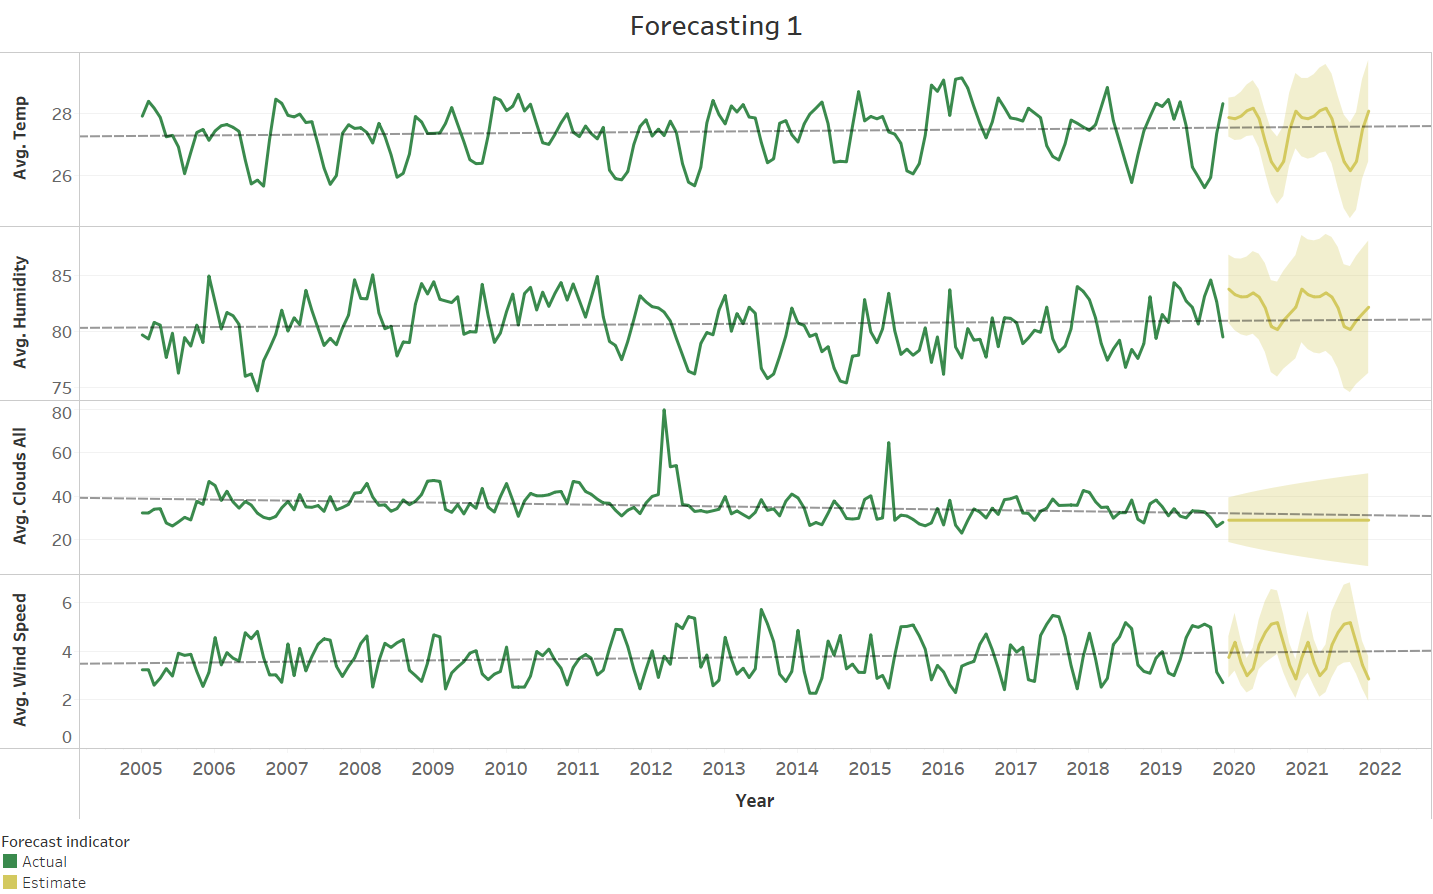 Forecasting 1
Avg. Temp
28
26
Avg. Humidity
85
80
75
Avg. Clouds All
80
60
40
20
Avg. Wind Speed
6
4
2
0
2005 2006 2007 2008 2009 2010 2011 2012 2013 2014 2015 2016 2017 2018 2019 2020 2021 2022
Year
Forecast indicator
Actual
Estimate